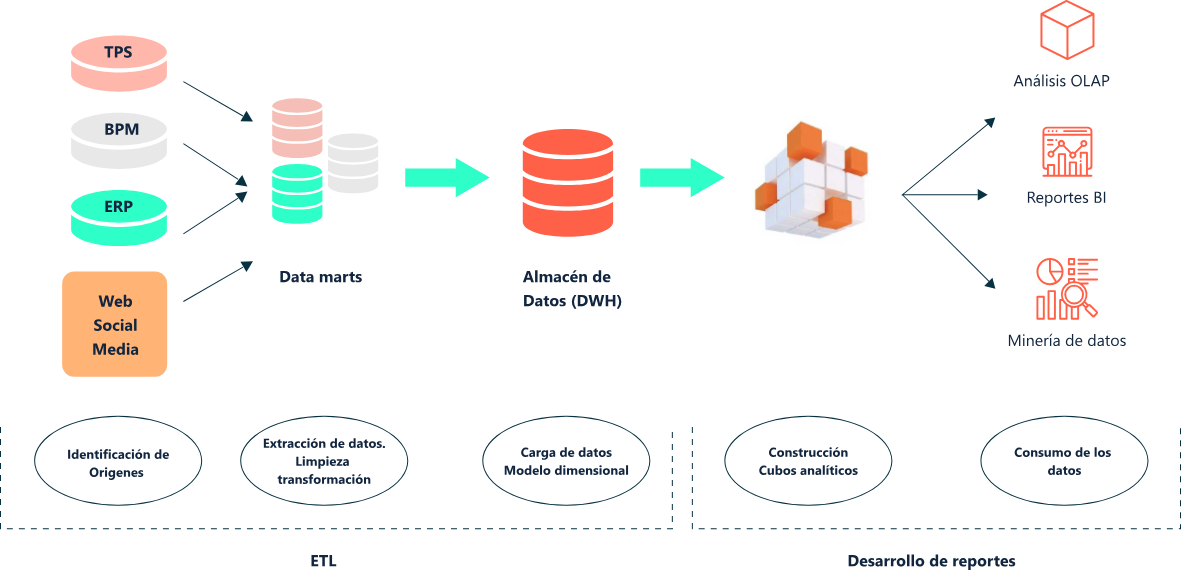 TPS
BPM
ERP
Web
Social
Media
Data marts
Almacén de
Datos (DWH)
Análisis OLAP
Reportes BI
Minería de datos
Identificación de
Origenes
Extracción de datos.
Limpieza
transformación
Carga de datos
Modelo dimensional
Construcción
Cubos analíticos
Consumo de los
datos
ETL
Desarrollo de reportes